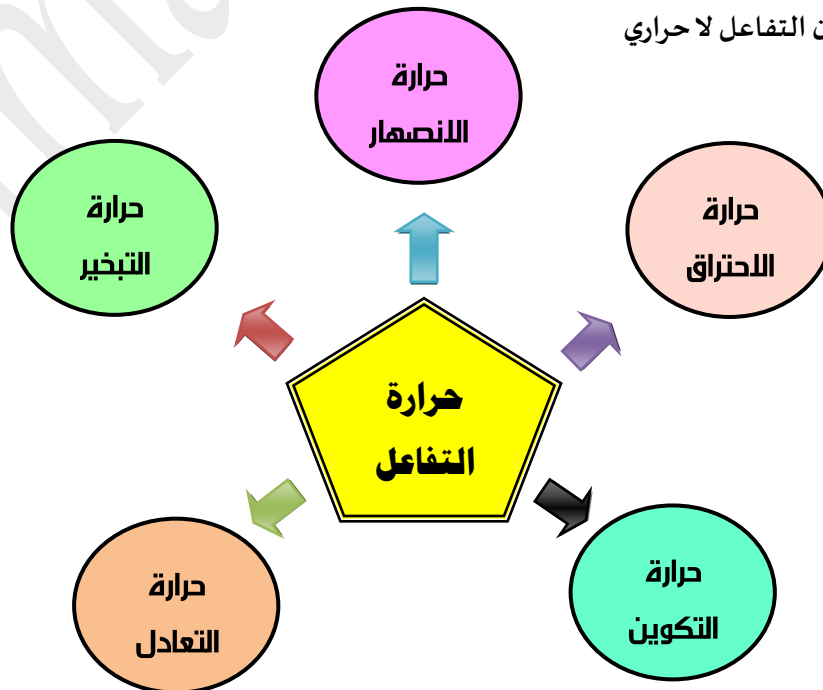 التفاعل لا حراري
حرارة
الانصهار
حرارة
الاحتراق
حرارة
التبخير
حرارة
التفاعل
حرارة
التكوين
حرارة
التعادل